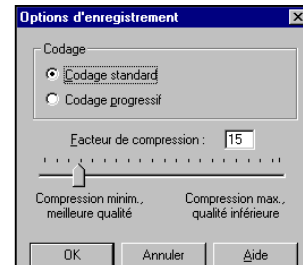 Options d'enregistrement
Codage
Codage standard
Codage progressif
Facteur de compression : 15
Compression minim., Compression max.,
meilleure qualité qualité inférieure
OK Annuler Aide